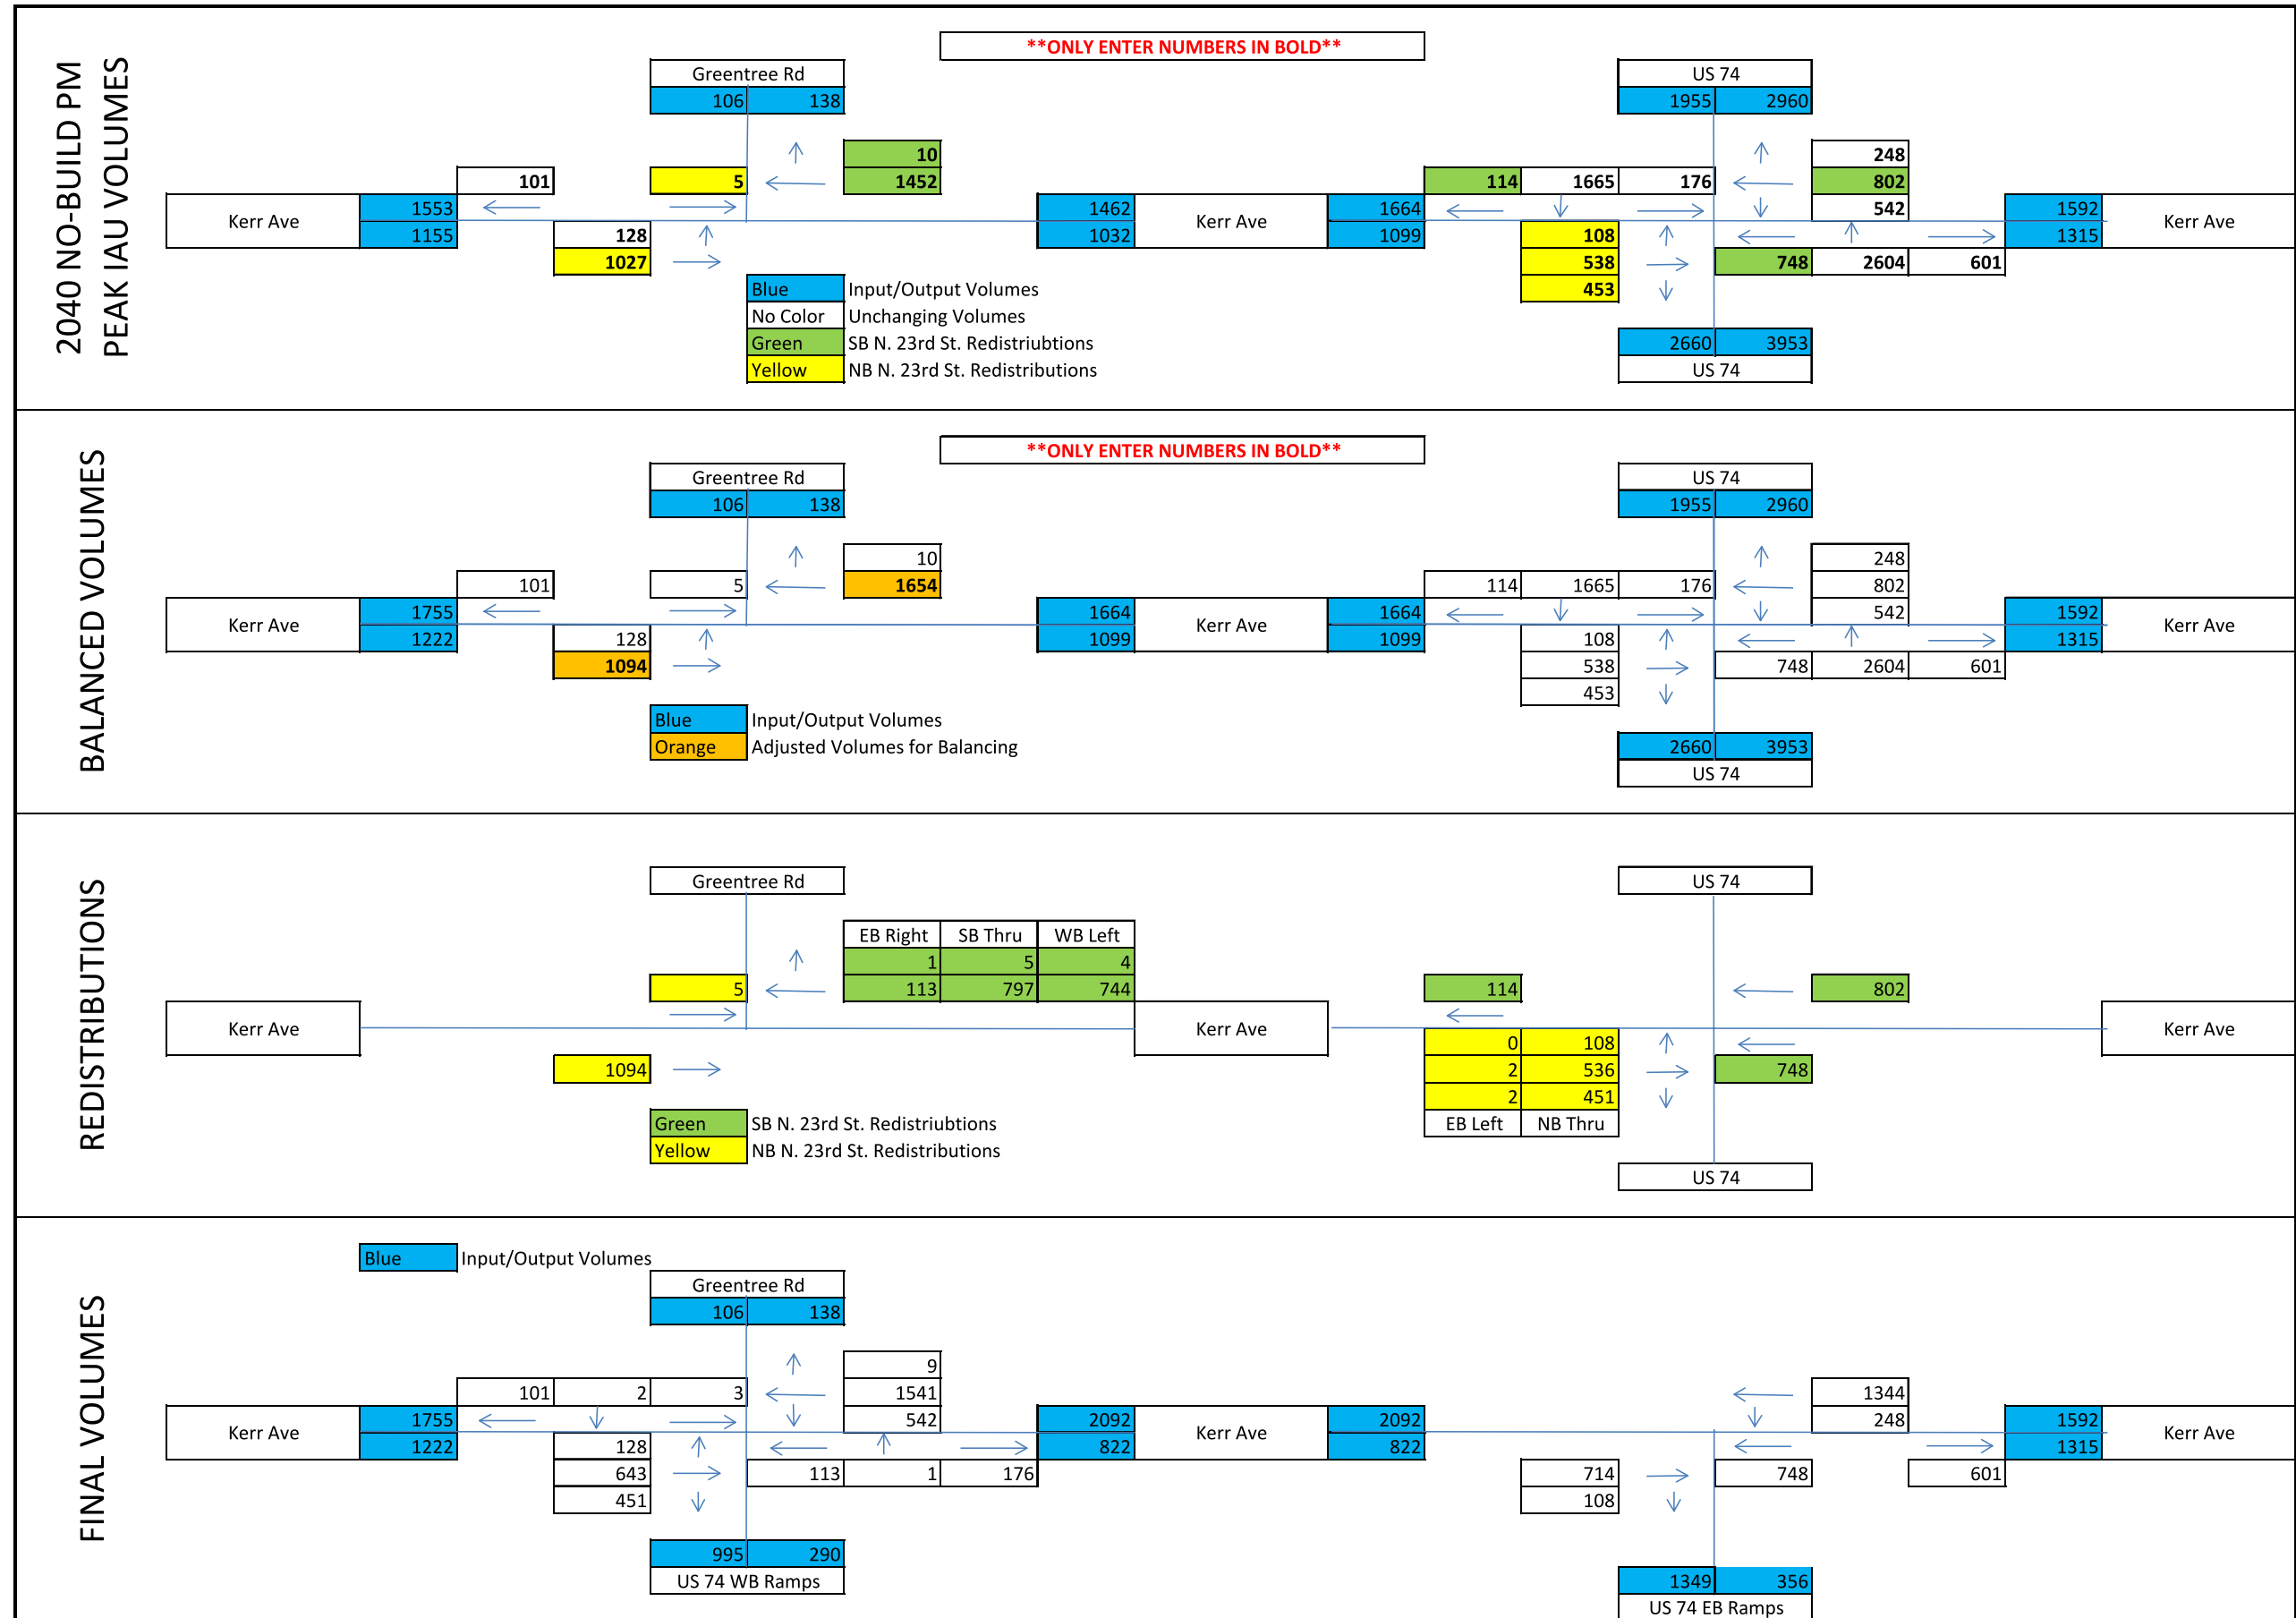 2040 NO-BUILD PM
PEAK IAU VOLUMES
**ONLY ENTER NUMBERS IN BOLD**
Greentree Rd
US 74
106 138
1955 2960
10
248
101 5 1452
114 1665 176 802
Kerr Ave 1553
1462 Kerr Ave 1664
542
1592 Kerr Ave
1155 128
1032 1099 108
1315
1027
538 748 2604 601
Blue Input/Output Volumes
453
No Color Unchanging Volumes
Green SB N. 23rd St. Redistriubtions
2660 3953
Yellow NB N. 23rd St. Redistributions
US 74
BALANCED VOLUMES
**ONLY ENTER NUMBERS IN BOLD**
Greentree Rd
US 74
106 138
1955 2960
10
248
101 5 1654
114 1665 176 802
Kerr Ave 1755
1664 Kerr Ave 1664
542
1592 Kerr Ave
1222 128
1099 1099 108
1315
1094
538 748 2604 601
453
Blue Input/Output Volumes
Orange Adjusted Volumes for Balancing
2660 3953
US 74
REDISTRIBUTIONS
Greentree Rd
US 74
EB Right SB Thru WB Left
1 5 4
5 113 797 744
114 802
Kerr Ave
Kerr Ave
Kerr Ave
0 108
1094
2 536 748
2 451
Green SB N. 23rd St. Redistriubtions
EB Left NB Thru
Yellow NB N. 23rd St. Redistributions
US 74
FINAL VOLUMES
Blue Input/Output Volumes
Greentree Rd
106 138
9
101 2 3 1541
1344
Kerr Ave 1755
542 2092 Kerr Ave 2092
248 1592 Kerr Ave
1222 128
822 822
1315
643 113 1 176
714 748 601
451
108
995 290
US 74 WB Ramps
1349 356
US 74 EB Ramps